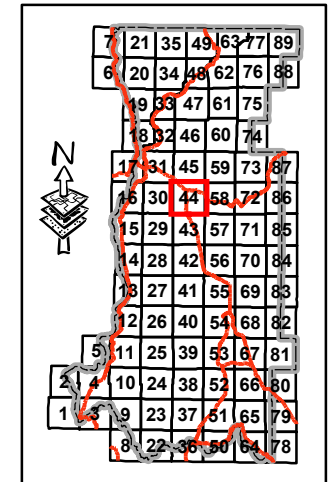 7 21 35 49 63 77 89
6 20 34 48 62 76 88
19 33 47 61 75
18 32 46 60 74
N
17 31 45 59 73 87
16 30 44 58 72 86
15 29 43 57 71 85
14 28 42 56 70 84
13 27 41 55 69 83
12 26 40 54 68 82
5 11 25 39 53 67 81
2 4 10 24 38 52 66 80
1 3 9 23 37 51 65 79
8 22 36 50 64 78